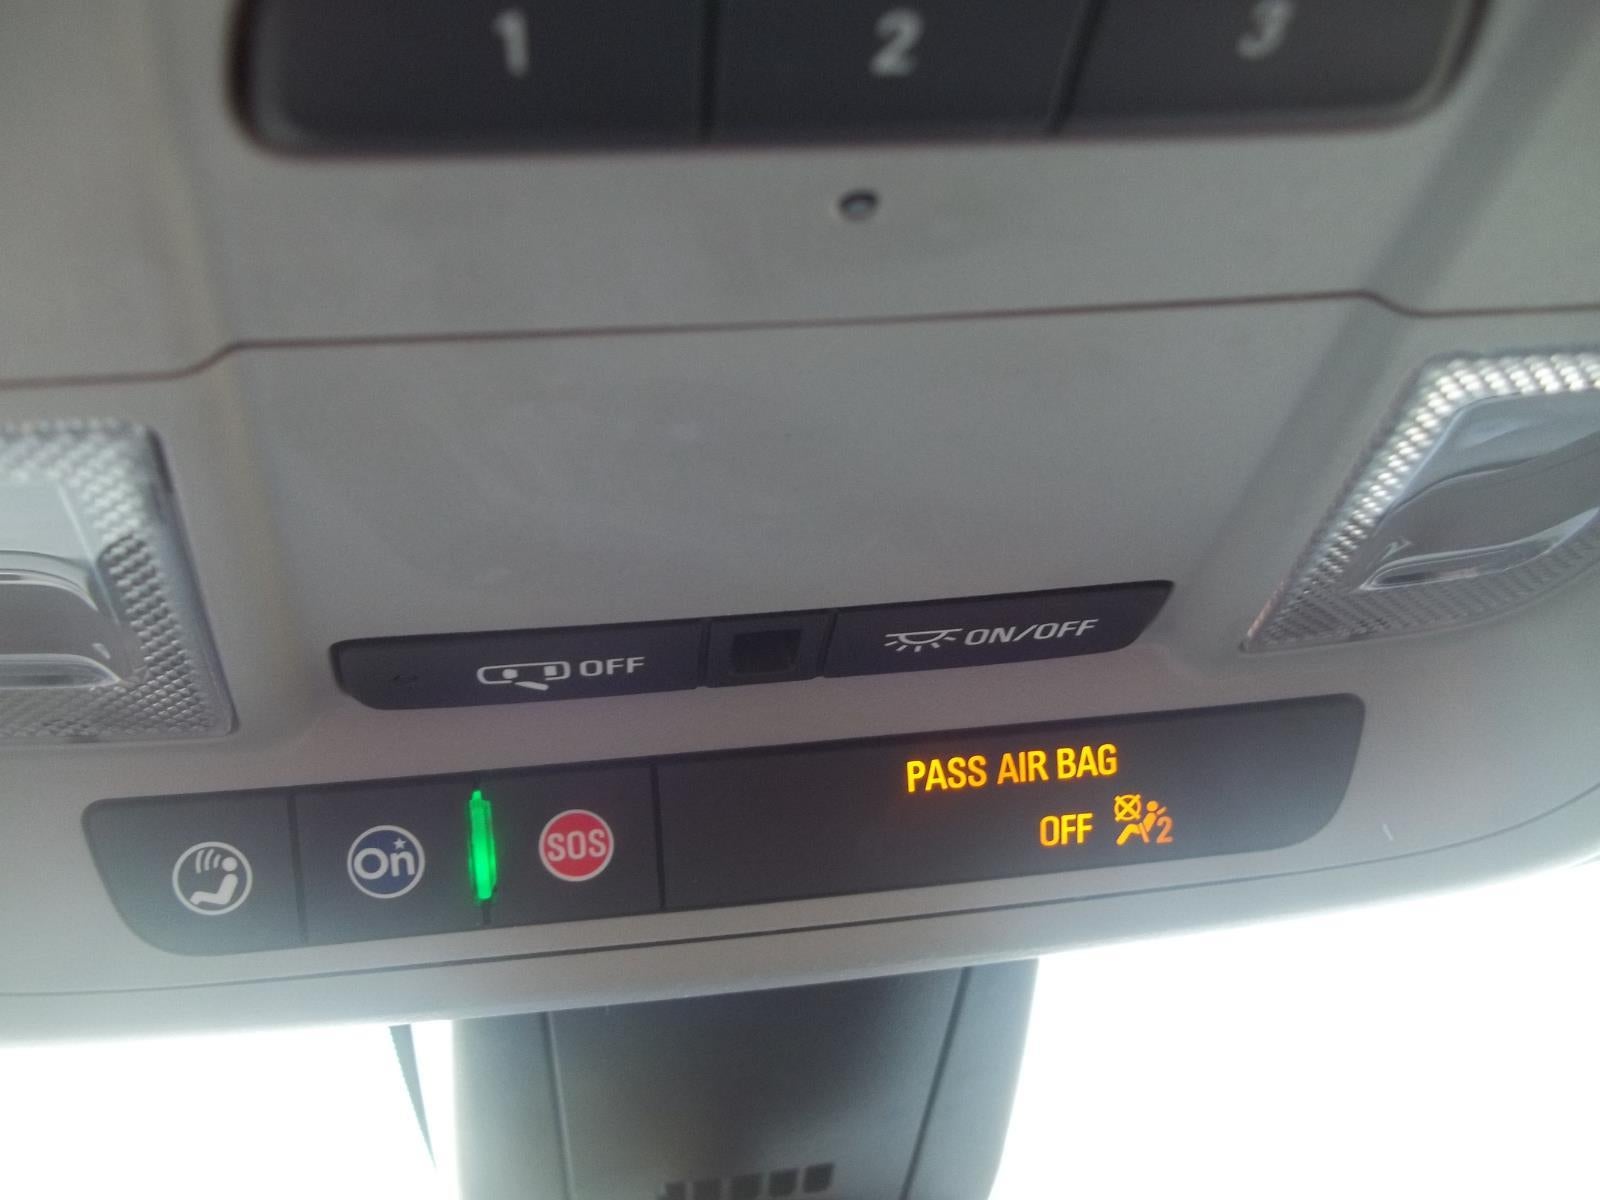 1 2 3
OFF ON/OFF
PASS AIR BAG
On SOS OFF 2